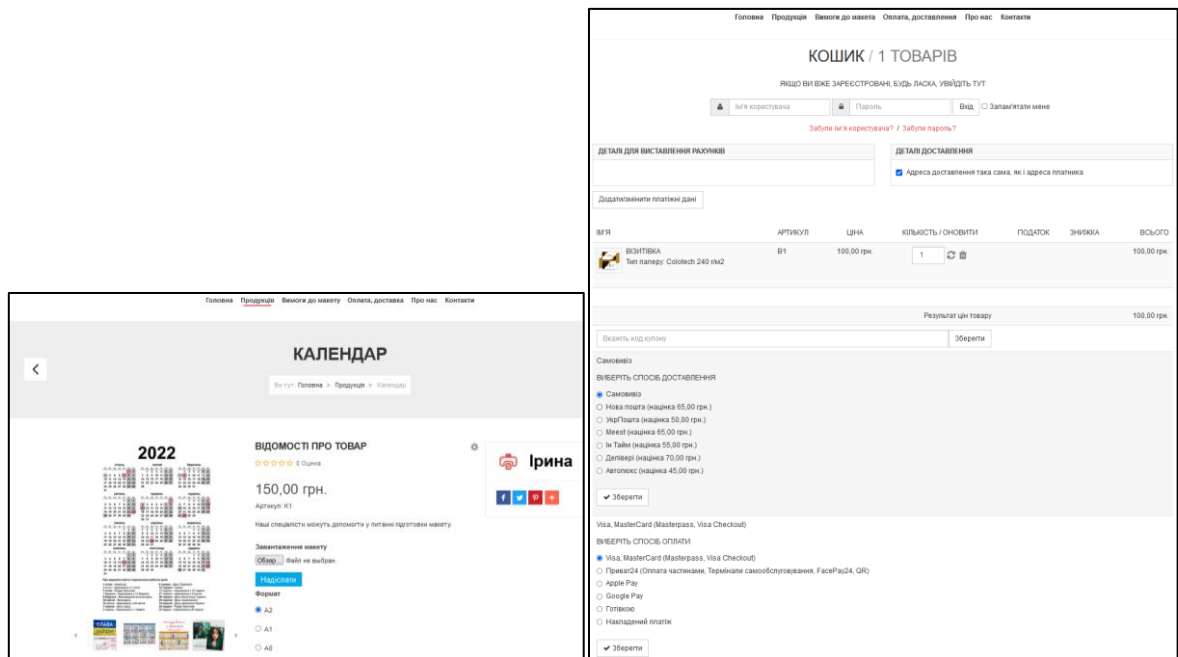 Головна Продукція Вимоги до макету Оплата, доставка Про нас Контакти
КАЛЕНДАР
Ви тут: Головна » Продукція » Календар
2022
ВІДОМОСТІ ПРО ТОВАР
0 Оцінка
150,00 грн.
Артикул: К1
Наші спеціалісти можуть допомогти у питанні підготовки макету.
Завантаження макету
Обзор... Файл не выбран.
Надіслати
Формат
А2
А1
А0
Ірина
Головна Продукція Вимоги до макета Оплата, доставлення Про нас Контакти
КОШИК / 1 ТОВАРІВ
ЯКЩО ВИ ВЖЕ ЗАРЕЄСТРОВАНІ, БУДЬ ЛАСКА, УВІЙДІТЬ ТУТ
Ім'я користувача Пароль Вхід Запам'ятати мене
Забули ім'я користувача? / Забули пароль?
ДЕТАЛІ ДЛЯ ВИСТАВЛЕННЯ РАХУНКІВ
ДЕТАЛІ ДОСТАВЛЕННЯ
Адреса доставлення така сама, як і адреса платника
Додати/змінити платіжні дані
ІМ'Я АРТИКУЛ ЦІНА КІЛЬКІСТЬ / ОНОВИТИ ПОДАТОК ЗНИЖКА ВСЬОГО
ВІЗИТІВКА В1 100,00 грн. 1 100,00 грн.
Тип паперу: Colotech 240 г/м2
Результат цін товару 100,00 грн.
Вкажіть код купону Зберегти
Самовивіз
ВИБЕРІТЬ СПОСІБ ДОСТАВЛЕННЯ
Самовивіз
Нова пошта (націнка 65,00 грн.)
УкрПошта (націнка 50,00 грн.)
Meest (націнка 65,00 грн.)
Ін Тайм (націнка 55,00 грн.)
Делівері (націнка 70,00 грн.)
Автолюкс (націнка 45,00 грн.)
Зберегти
Visa, MasterCard (Masterpass, Visa Checkout)
ВИБЕРІТЬ СПОСІБ ОПЛАТИ
Visa, MasterCard (Masterpass, Visa Checkout)
Приват24 (Оплата частинами, Термінали самообслуговування, FacePay24, QR)
Apple Pay
Google Pay
Готівкою
Накладений платіж
Зберегти